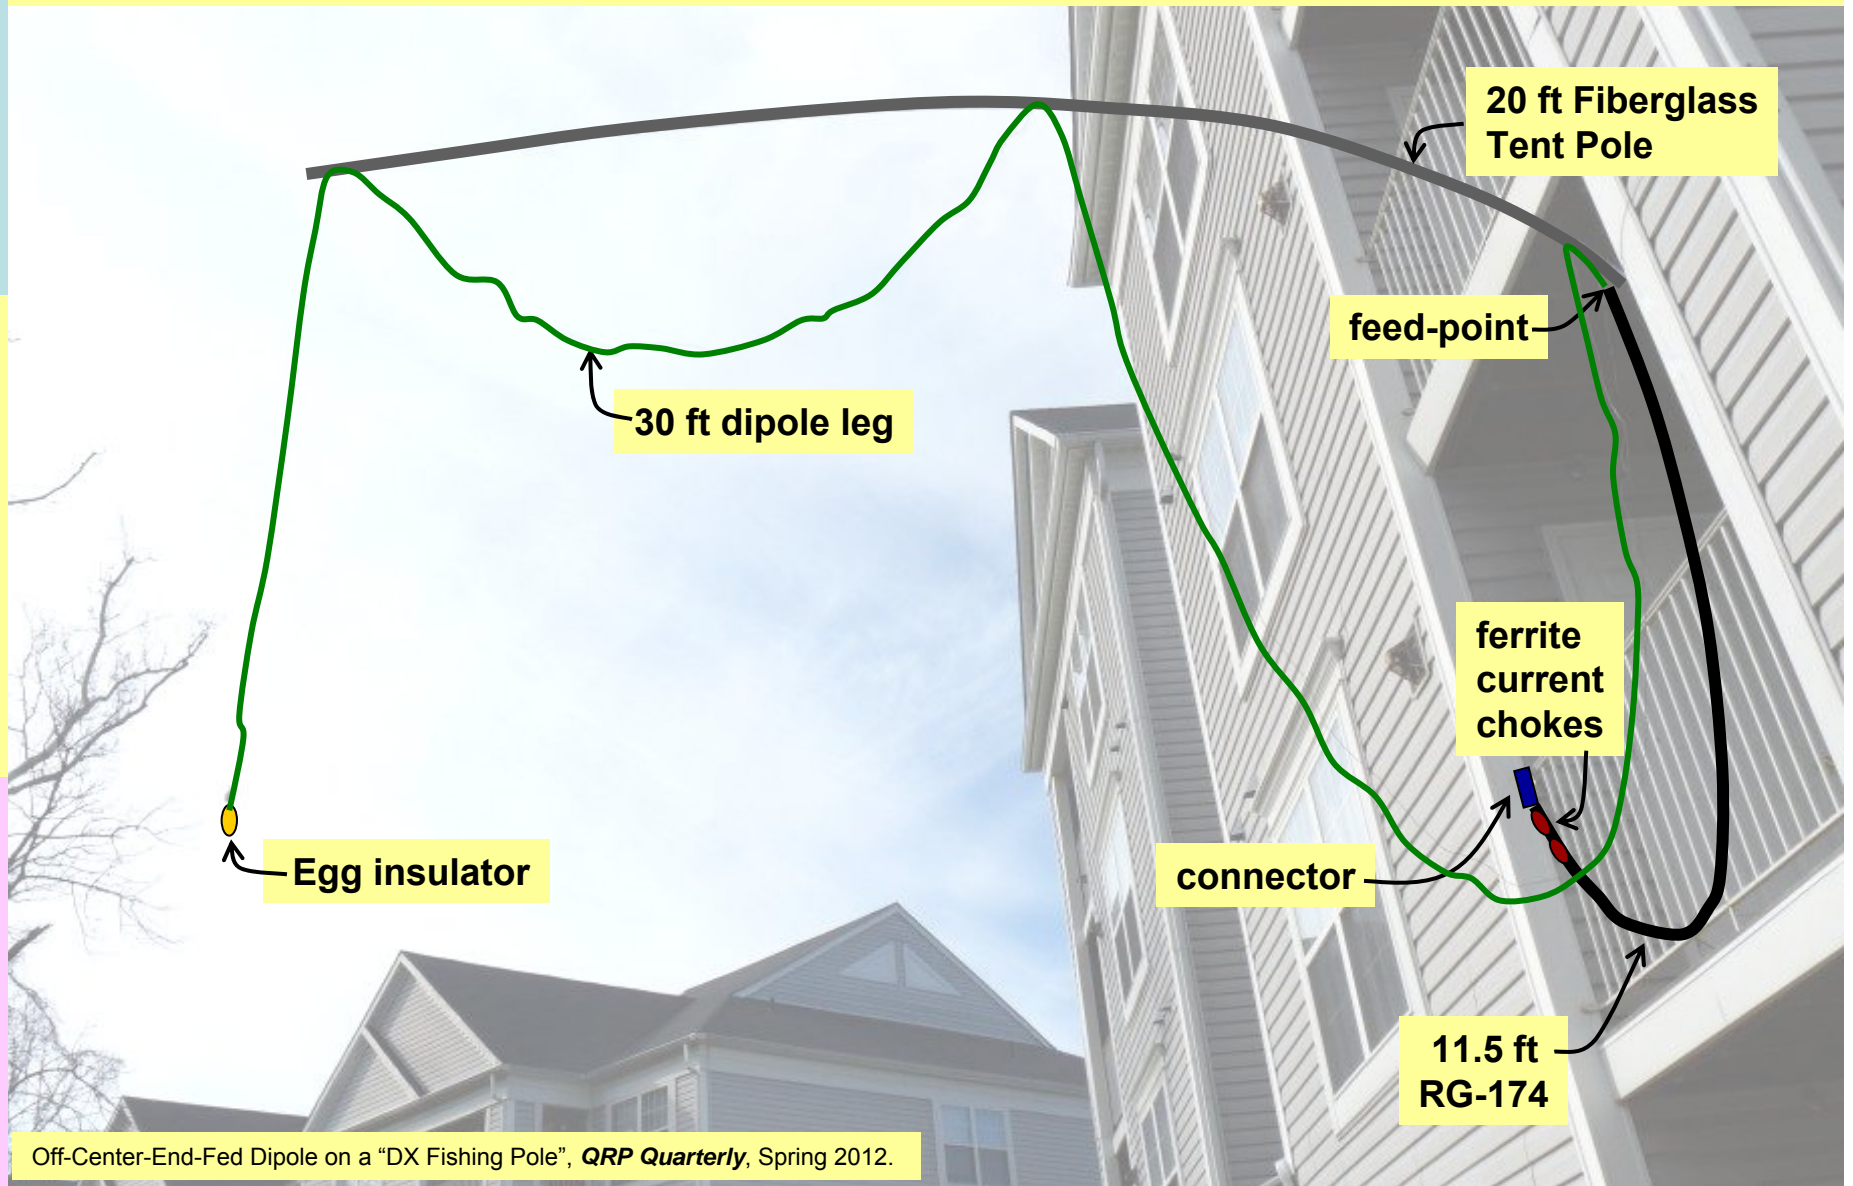 20 ft Fiberglass
Tent Pole
feed-point
30 ft dipole leg
ferrite
current
chokes
Egg insulator
connector
11.5 ft
RG-174
Off-Center-End-Fed Dipole on a “DX Fishing Pole”, QRP Quarterly, Spring 2012.